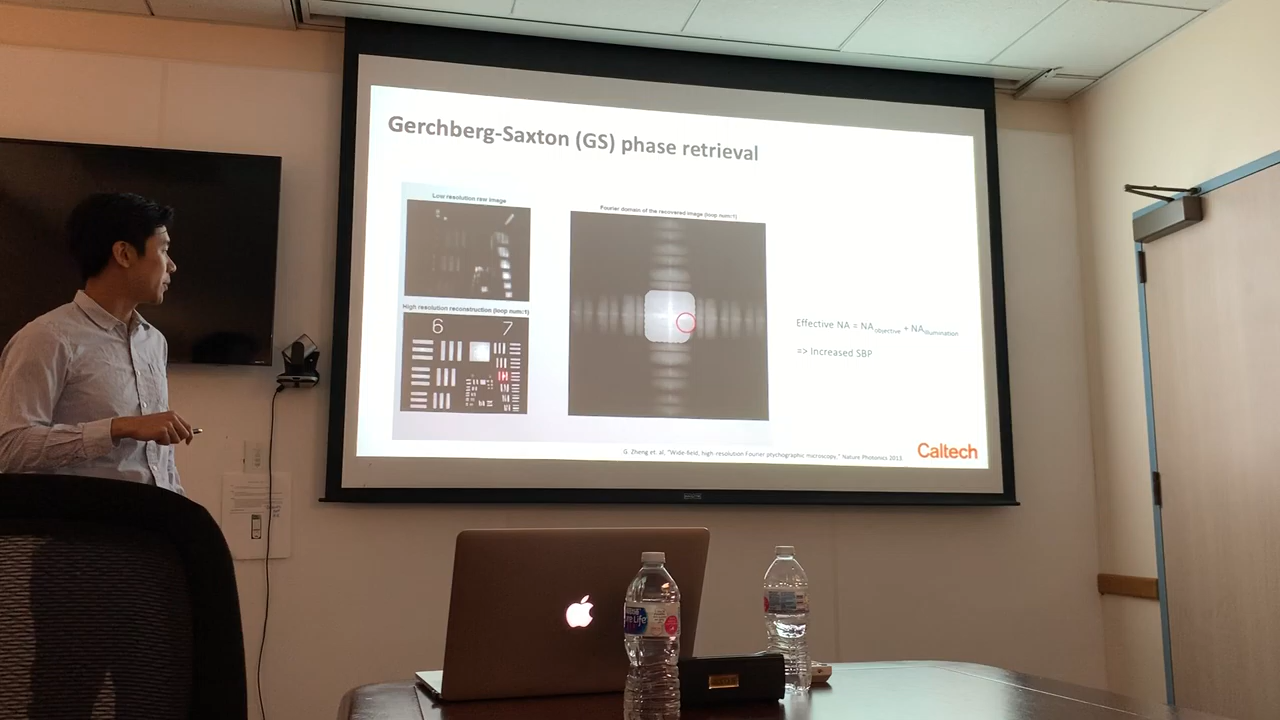 Gerchberg-Saxton (GS) phase retrieval
Low resolution raw image
Fourier domain of the recovered image (loop num:1)
High resolution reconstruction (loop num:1)
6 7
Effective NA = NAobjective + NAillumination
=> Increased SBP
G. Zheng et. al, "Wide-field, high-resolution Fourier ptychographic microscopy," Nature Photonics 2013
Caltech